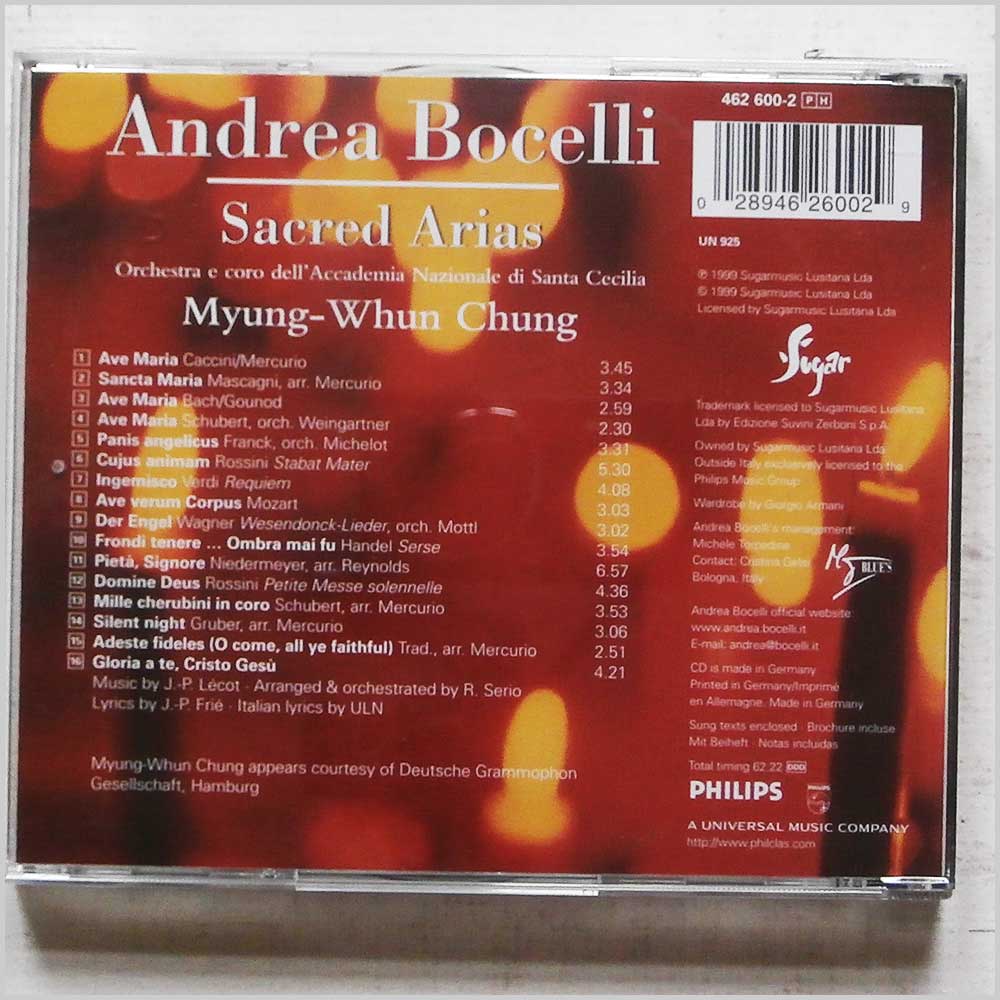 Andrea Bocelli
Sacred Arias
Orchestra e coro dell'Accademia Nazionale di Santa Cecilia
Myung-Whun Chung
1 Ave Maria Caccini/Mercurio 3.45
2 Sancta Maria Mascagni, arr. Mercurio 3.34
3 Ave Maria Bach/Gounod 2.59
4 Ave Maria Schubert, orch. Weingartner 2.30
5 Panis angelicus Franck, orch. Michelot 3.31
6 Cujus animam Rossini Stabat Mater 5.30
7 Ingemisco Verdi Requiem 4.08
8 Ave verum Corpus Mozart 3.03
9 Der Engel Wagner Wesendonck-Lieder, orch. Mottl 3.02
10 Frondi tenere ... Ombra mai fu Handel Serse 3.54
11 Pietà, Signore Niedermeyer, arr. Reynolds 6.57
12 Domine Deus Rossini Petite Messe solennelle 4.36
13 Mille cherubini in coro Schubert, arr. Mercurio 3.53
14 Silent night Gruber, arr. Mercurio 3.06
15 Adeste fideles (O come, all ye faithful) Trad., arr. Mercurio 2.51
16 Gloria a te, Cristo Gesù 4.21
Music by J.-P. Lécot · Arranged & orchestrated by R. Serio
Lyrics by J.-P. Frié · Italian lyrics by ULN
Myung-Whun Chung appears courtesy of Deutsche Grammophon
Gesellschaft, Hamburg
462 600-2 PH
0 28946 26002 9
UN 925
℗ 1999 Sugarmusic Lusitana Lda
© 1999 Sugarmusic Lusitana Lda
Licensed by Sugarmusic Lusitana Lda
Sugar
Trademark licensed to Sugarmusic Lusitana
Lda by Edizione Suvini Zerboni S.p.A.
Owned by Sugarmusic Lusitana Lda
Outside Italy exclusively licensed to the
Philips Music Group
Wardrobe by Giorgio Armani
Andrea Bocelli's management:
Michele Torpedine
Contact: Cristina Gelsi
Bologna, Italy
BLUES
Andrea Bocelli official website:
www.andrea.bocelli.it
E-mail: andrea@bocelli.it
CD is made in Germany
Printed in Germany/Imprimé
en Allemagne. Made in Germany
Sung texts enclosed · Brochure incluse
Mit Beiheft · Notas incluidas
Total timing 62.22 DDD
PHILIPS
PHILIPS
A UNIVERSAL MUSIC COMPANY
http://www.philclas.com